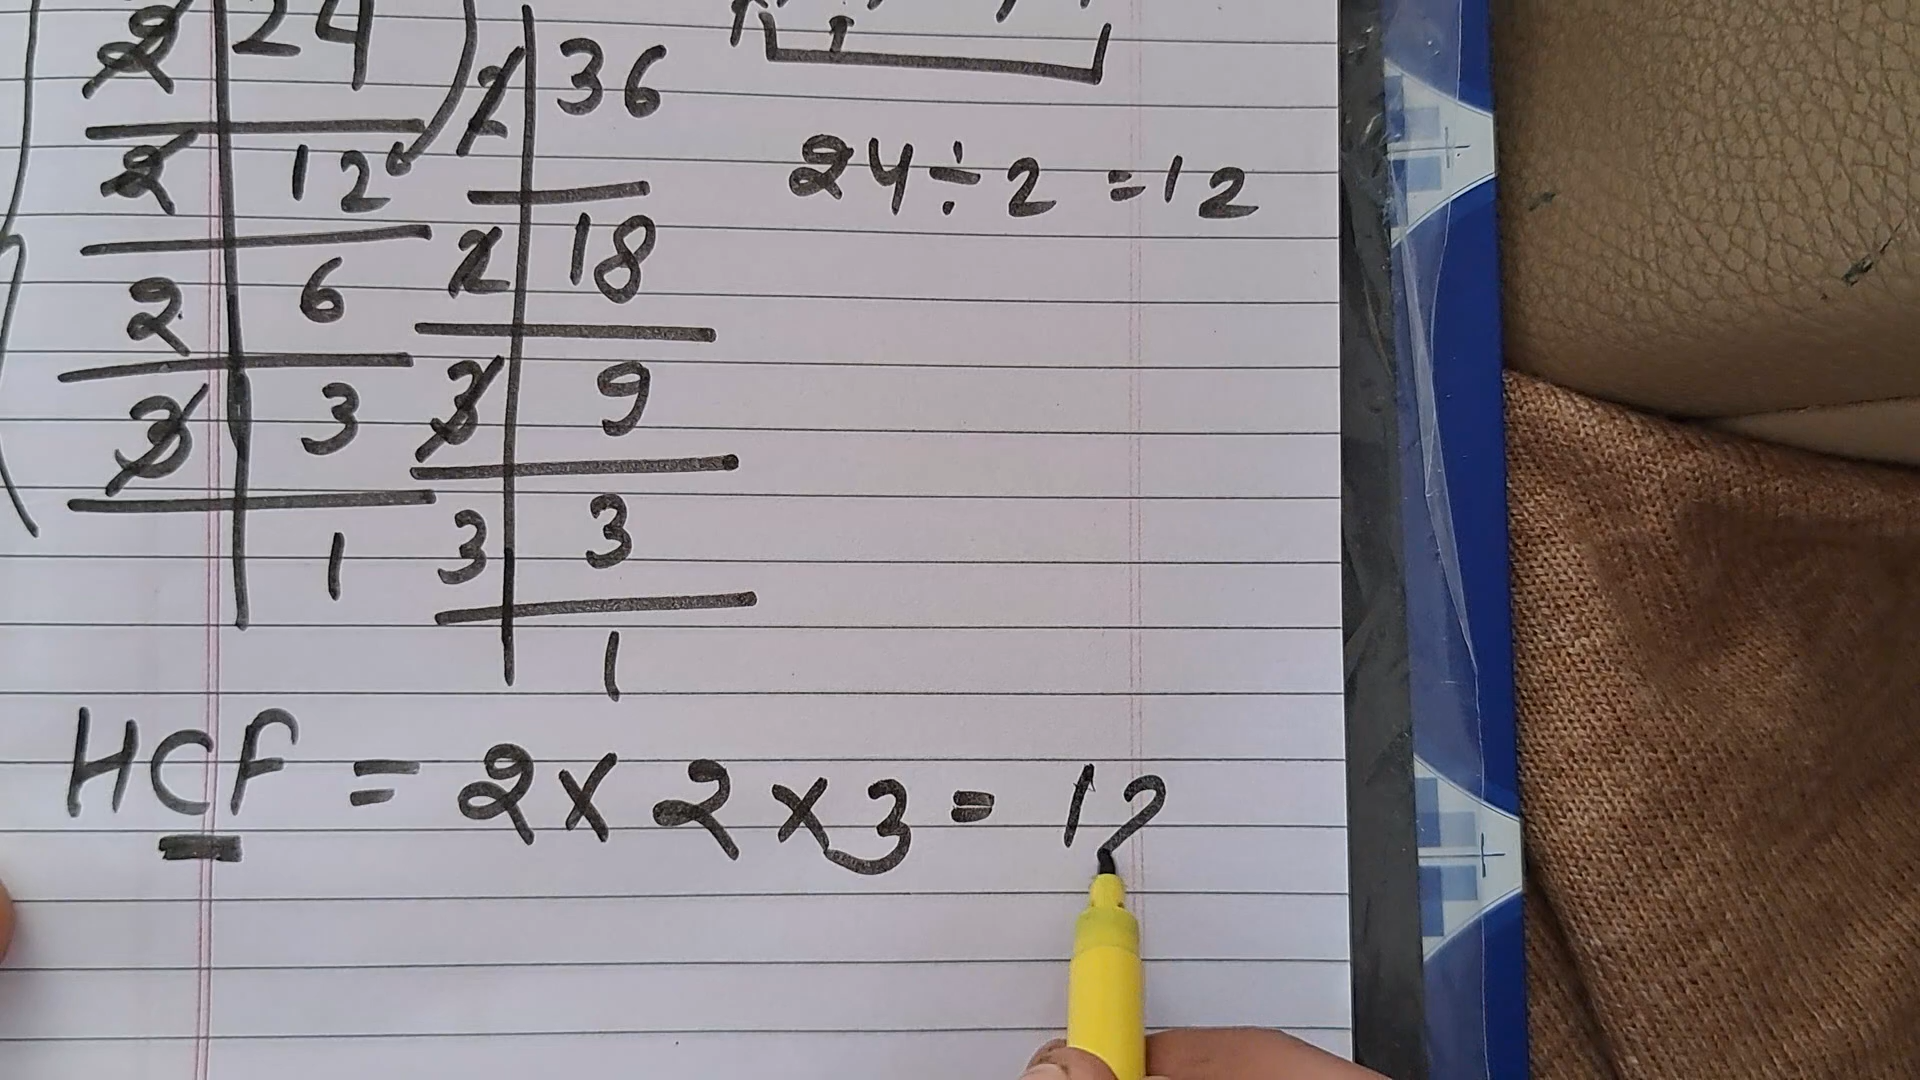 2 | 24
2 | 12
2 | 6
3 | 3
1
2 | 36
2 | 18
3 | 9
3 | 3
1
24 ÷ 2 = 12
HCF = 2 x 2 x 3 = 12